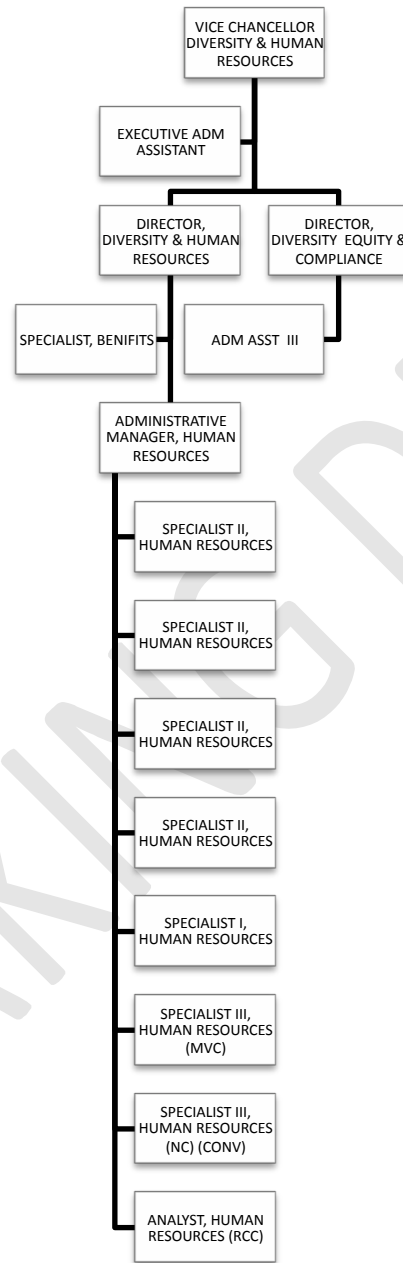 VICE CHANCELLOR
DIVERSITY & HUMAN
RESOURCES
EXECUTIVE ADM
ASSISTANT
DIRECTOR,
DIVERSITY & HUMAN
RESOURCES
DIRECTOR,
DIVERSITY EQUITY &
COMPLIANCE
SPECIALIST, BENIFITS
ADM ASST III
ADMINISTRATIVE
MANAGER, HUMAN
RESOURCES
SPECIALIST II,
HUMAN RESOURCES
SPECIALIST II,
HUMAN RESOURCES
SPECIALIST II,
HUMAN RESOURCES
SPECIALIST II,
HUMAN RESOURCES
SPECIALIST I,
HUMAN RESOURCES
SPECIALIST III,
HUMAN RESOURCES
(MVC)
SPECIALIST III,
HUMAN RESOURCES
(NC) (CONV)
ANALYST, HUMAN
RESOURCES (RCC)